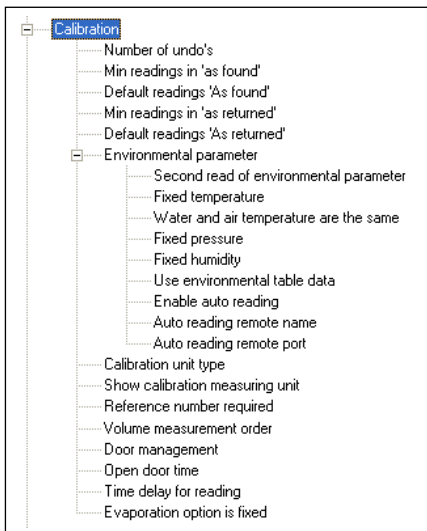 Calibration
Number of undo's
Min readings in 'as found'
Default readings 'As found'
Min readings in 'as returned'
Default readings 'As returned'
Environmental parameter
Second read of environmental parameter
Fixed temperature
Water and air temperature are the same
Fixed pressure
Fixed humidity
Use environmental table data
Enable auto reading
Auto reading remote name
Auto reading remote port
Calibration unit type
Show calibration measuring unit
Reference number required
Volume measurement order
Door management
Open door time
Time delay for reading
Evaporation option is fixed